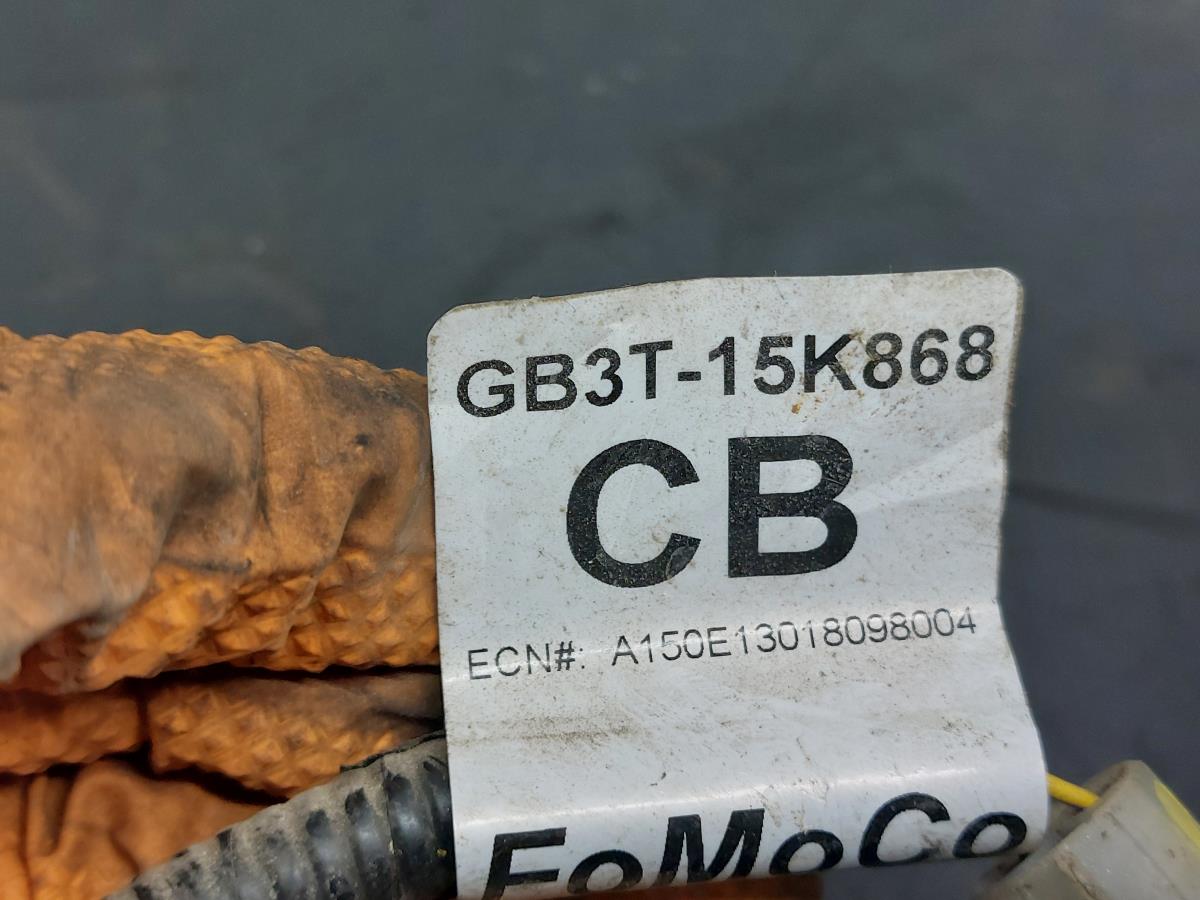 GB3T-15K868
CB
ECN#: A150E13018098004
FoMoCo